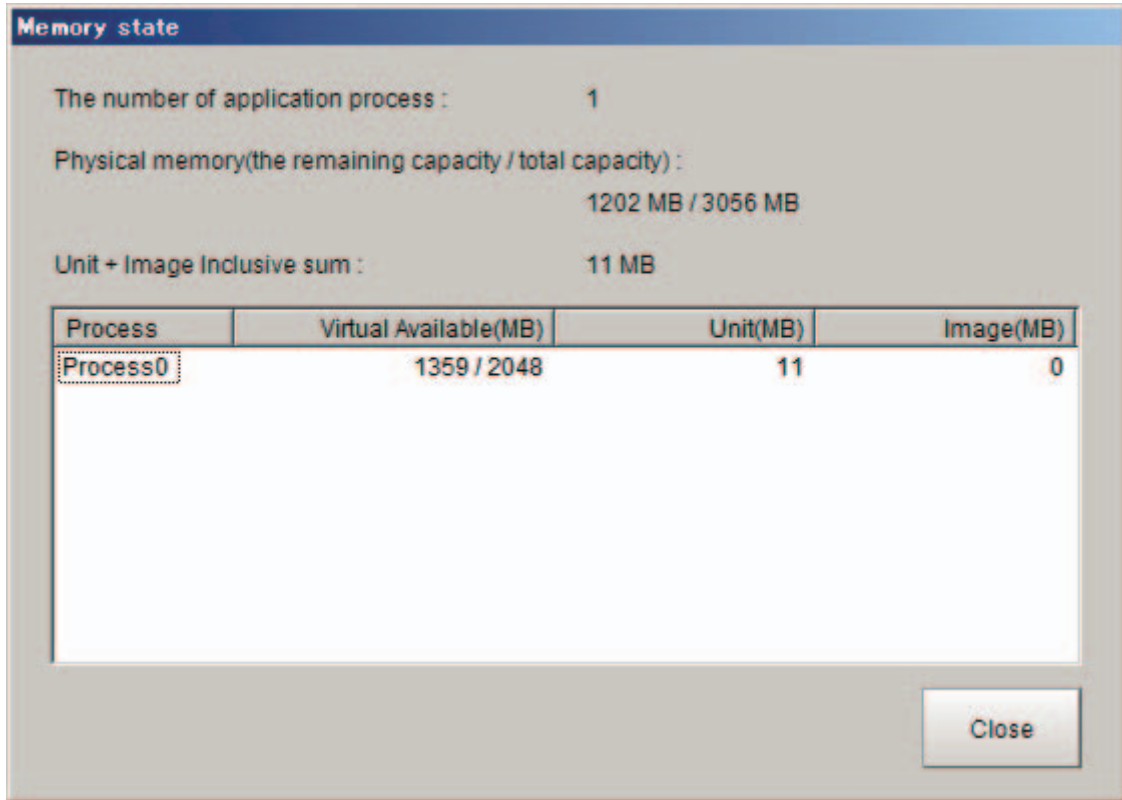 Memory state
The number of application process : 1
Physical memory(the remaining capacity / total capacity) :
1202 MB / 3056 MB
Unit + Image Inclusive sum : 11 MB
Process Virtual Available(MB) Unit(MB) Image(MB)
Process0 1359 / 2048 11 0
Close